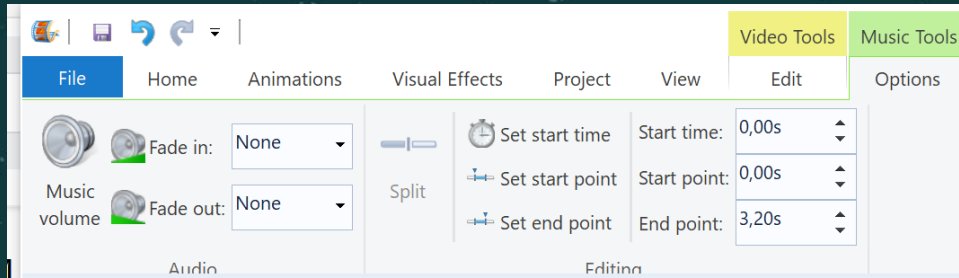 Video Tools Music Tools
File Home Animations Visual Effects Project View Edit Options
Music volume
Fade in: None
Fade out: None
Split
Set start time
Set start point
Set end point
Start time: 0,00s
Start point: 0,00s
End point: 3,20s
Audio Editing